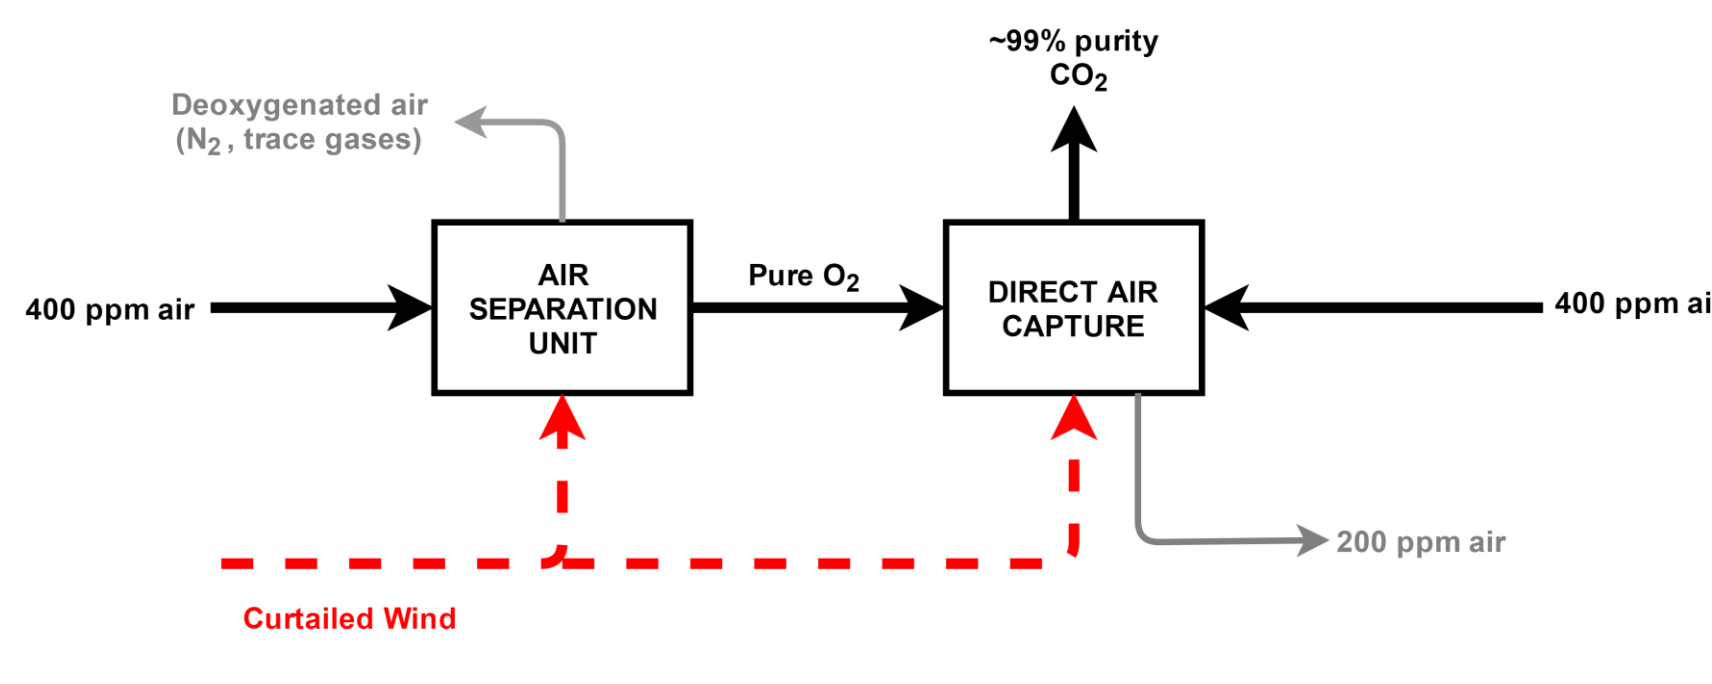 ~99% purity
CO₂
Deoxygenated air
(N₂ , trace gases)
400 ppm air
AIR
SEPARATION
UNIT
Pure O₂
DIRECT AIR
CAPTURE
400 ppm ai
200 ppm air
Curtailed Wind